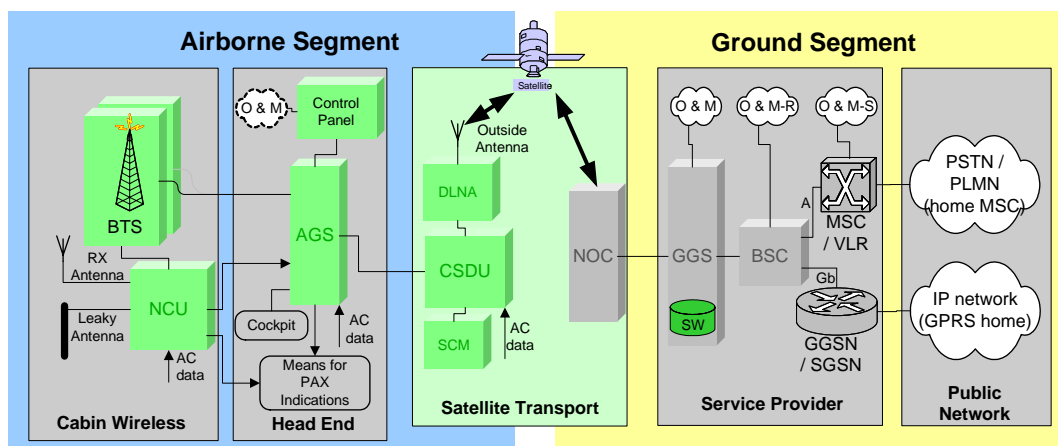 Airborne Segment
Ground Segment
Satellite
O & M
Control
Panel
BTS
RX
Antenna
NCU
Leaky
Antenna
AC
data
Cabin Wireless
AGS
Cockpit
AC
data
Means for
PAX
Indications
Head End
Outside
Antenna
DLNA
CSDU
SCM
AC
data
NOC
Satellite Transport
O & M
O & M-R
O & M-S
GGS
SW
BSC
A
Gb
MSC
/ VLR
GGSN
/ SGSN
Service Provider
PSTN /
PLMN
(home MSC)
IP network
(GPRS home)
Public
Network